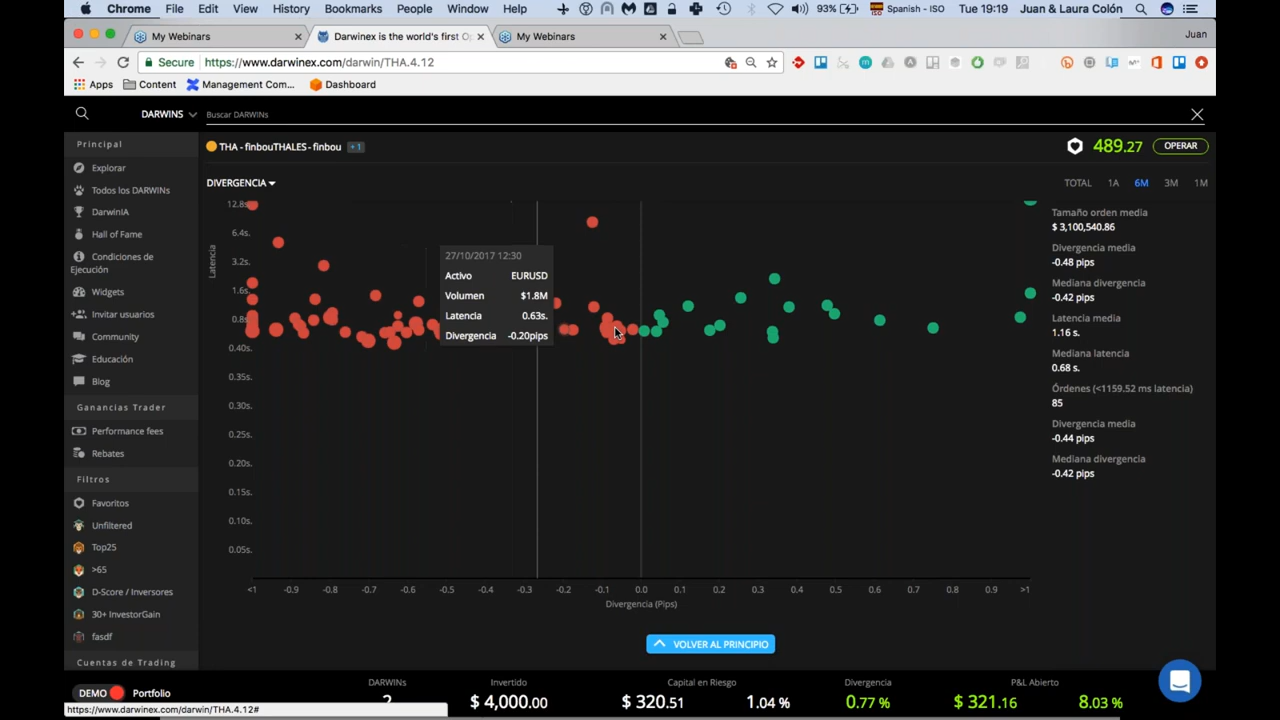 Chrome File Edit View History Bookmarks People Window Help 93% Spanish - ISO Tue 19:19 Juan & Laura Colón
My Webinars
Darwinex is the world's first Op
My Webinars
Juan
Secure https://www.darwinex.com/darwin/THA.4.12
Apps Content Management Com... Dashboard
DARWINS Buscar DARWINs
Principal
Explorar
Todos los DARWINs
DarwinIA
Hall of Fame
Condiciones de
Ejecución
Widgets
Invitar usuarios
Community
Educación
Blog
Ganancias Trader
Performance fees
Rebates
Filtros
Favoritos
Unfiltered
Top25
>65
D-Score / Inversores
30+ InvestorGain
fasdf
Cuentas de Trading
THA - finbouTHALES - finbou +1
489.27 OPERAR
DIVERGENCIA
TOTAL 1A 6M 3M 1M
Latencia
12.8s.
6.4s.
3.2s.
1.6s.
0.8s.
0.40s.
0.35s.
0.30s.
0.25s.
0.20s.
0.15s.
0.10s.
0.05s.
27/10/2017 12:30
Activo EURUSD
Volumen $1.8M
Latencia 0.63s.
Divergencia -0.20pips
<1 -0.9 -0.8 -0.7 -0.6 -0.5 -0.4 -0.3 -0.2 -0.1 0.0 0.1 0.2 0.3 0.4 0.5 0.6 0.7 0.8 0.9 >1
Divergencia (Pips)
Tamaño orden media
$ 3,100,540.86
Divergencia media
-0.48 pips
Mediana divergencia
-0.42 pips
Latencia media
1.16 s.
Mediana latencia
0.68 s.
Órdenes (<1159.52 ms latencia)
85
Divergencia media
-0.44 pips
Mediana divergencia
-0.42 pips
VOLVER AL PRINCIPIO
DEMO Portfolio
DARWINs
2
Invertido
$ 4,000.00
Capital en Riesgo
$ 320.51 1.04 %
Divergencia
0.77 %
P&L Abierto
$ 321.16 8.03 %
https://www.darwinex.com/darwin/THA.4.12#